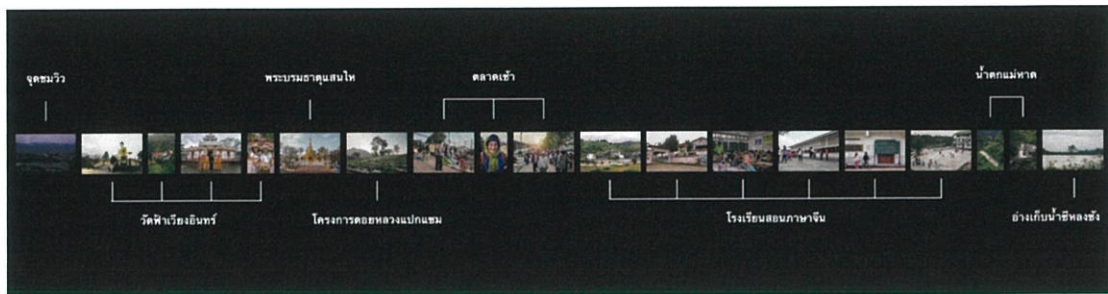 จุดชมวิว
พระบรมธาตุแสนไห
ตลาดเช้า
น้ำตกแม่หาด
วัดฟ้าเวียงอินทร์
โครงการดอยหลวงแปกแซม
โรงเรียนสอนภาษาจีน
อ่างเก็บน้ำซีหลงชัง